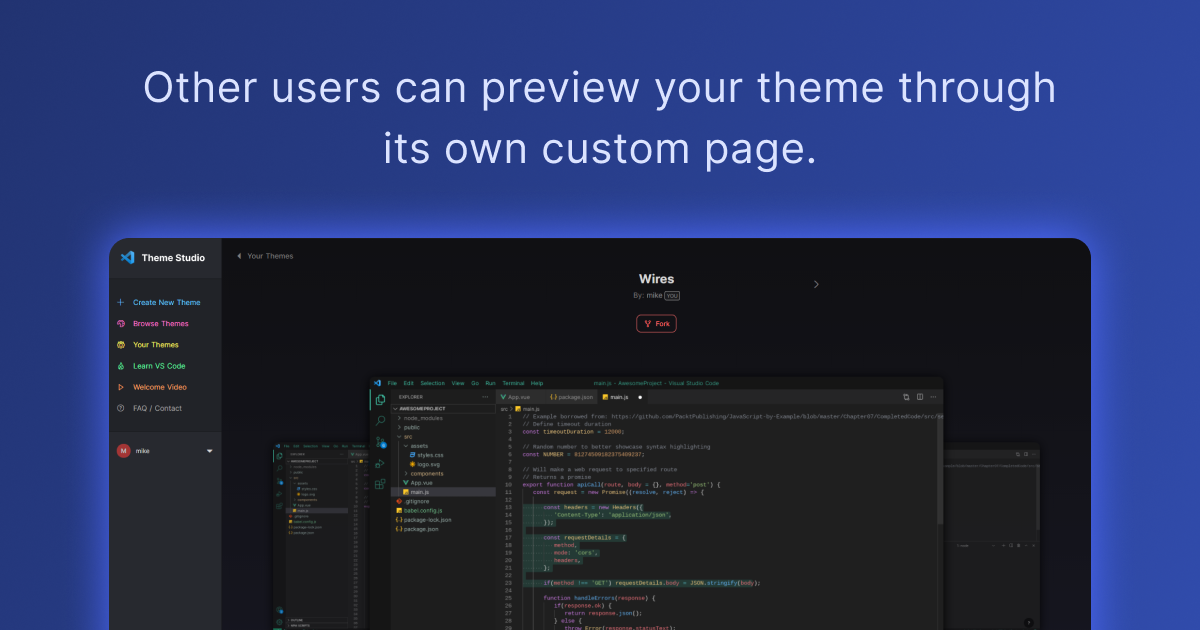 Other users can preview your theme through
its own custom page.
Theme Studio
Your Themes
Create New Theme
Browse Themes
Your Themes
Learn VS Code
Welcome Video
FAQ / Contact
M mike
Wires
By: mike YOU
Fork
File Edit Selection View Go Run Terminal Help
main.js - AwesomeProject - Visual Studio Code
EXPLORER
AWESOMEPROJECT
node_modules
public
src
assets
styles.css
logo.svg
components
App.vue
main.js
.gitignore
babel.config.js
package-lock.json
package.json
App.vue {.} package.json main.js
src > main.js
1 // Example borrowed from: https://github.com/PacktPublishing/JavaScript-by-Example/blob/master/Chapter07/CompletedCode/src/
2 // Define timeout duration
3 const timeoutDuration = 12000;
4
5 // Random number to better showcase syntax highlighting
6 const NUMBER = 81274509182375409237;
7
8 // Will make a web request to specified route
9 // Returns a promise
10 export function apiCall(route, body = {}, method='post') {
11 const request = new Promise((resolve, reject) => {
12
13 const headers = new Headers({
14 'Content-Type': 'application/json',
15 });
16
17 const requestDetails = {
18 method,
19 mode: 'cors',
20 headers,
21 };
22
23 if(method !== 'GET') requestDetails.body = JSON.stringify(body);
24
25 function handleErrors(response) {
26 if(response.ok) {
27 return response.json();
28 } else {
29 throw Error(response.statusText);